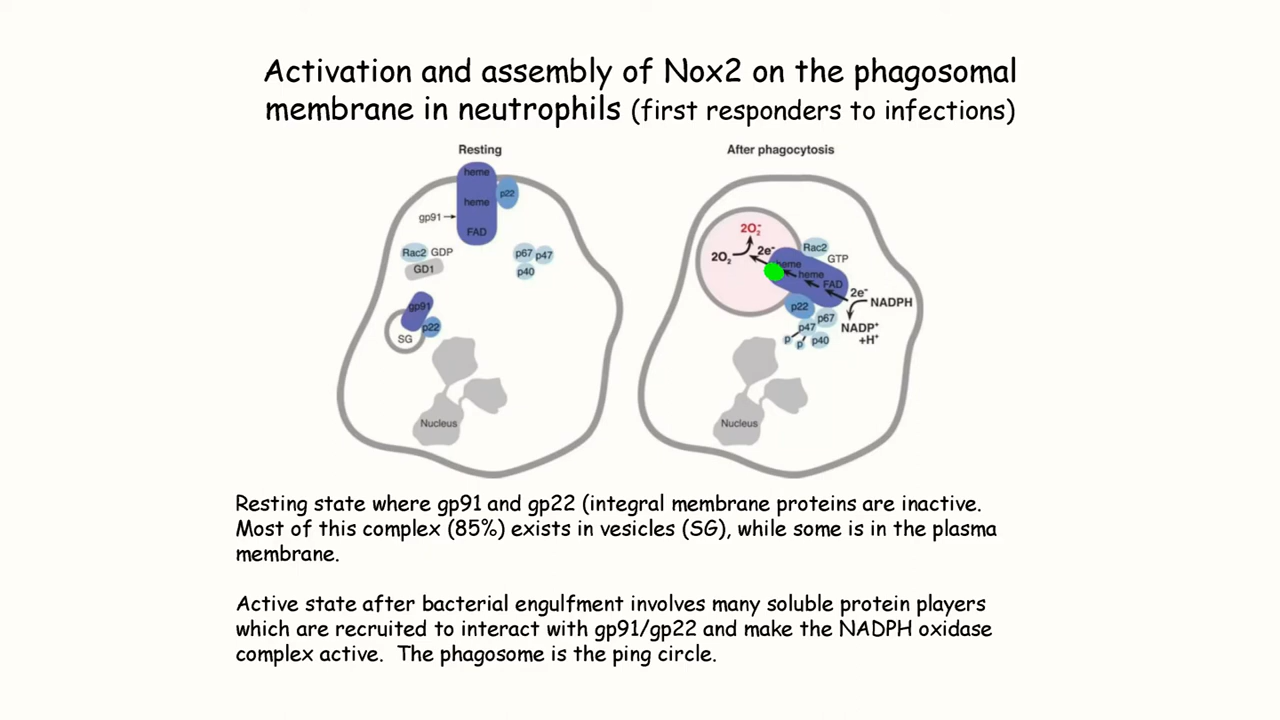 Activation and assembly of Nox2 on the phagosomal
membrane in neutrophils (first responders to infections)
Resting
heme
p22
heme
gp91
FAD
Rac2 GDP
GD1
p67 p47
p40
gp91
p22
SG
Nucleus
After phagocytosis
2O₂⁻
2O₂
2e⁻
Rac2
GTP
heme
heme
FAD
2e⁻
NADPH
NADP⁺
+H⁺
p22
p67
p47
p p p40
Nucleus
Resting state where gp91 and gp22 (integral membrane proteins are inactive.
Most of this complex (85%) exists in vesicles (SG), while some is in the plasma
membrane.
Active state after bacterial engulfment involves many soluble protein players
which are recruited to interact with gp91/gp22 and make the NADPH oxidase
complex active. The phagosome is the ping circle.